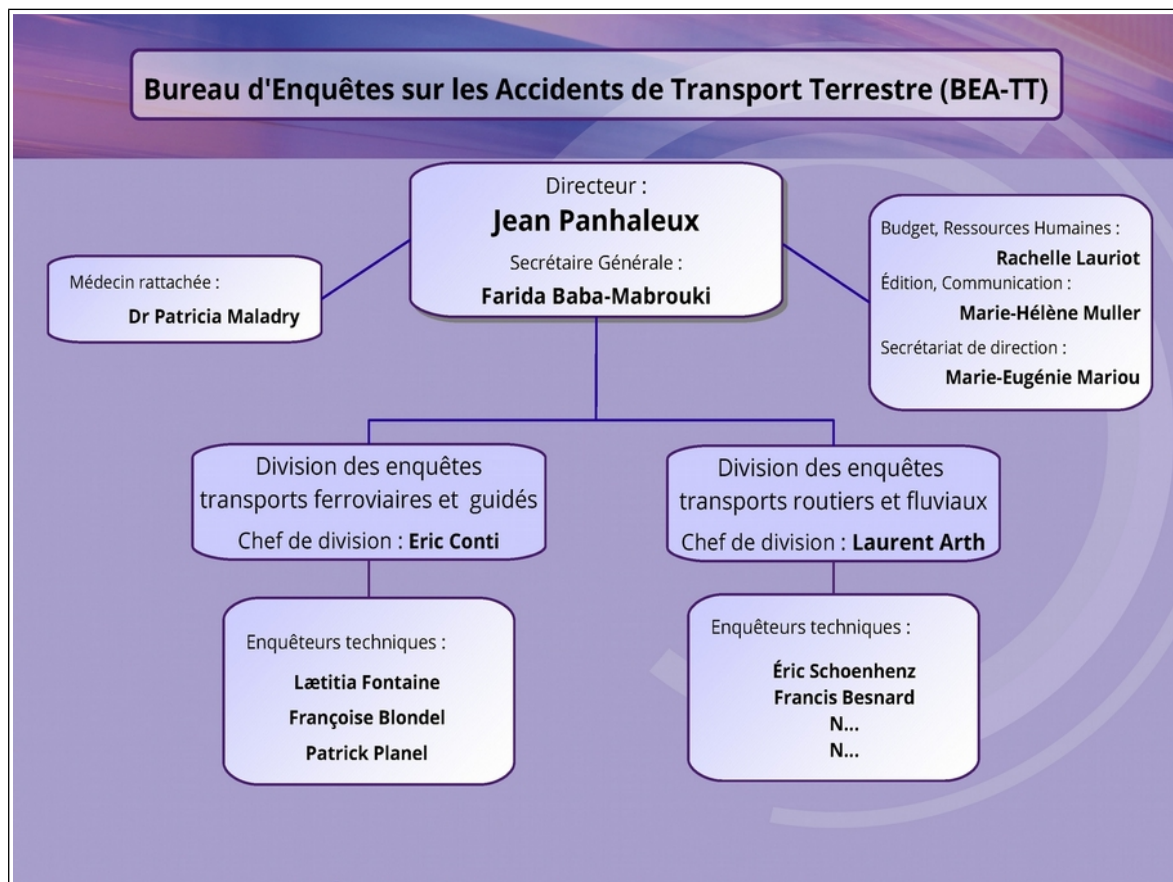 Bureau d'Enquêtes sur les Accidents de Transport Terrestre (BEA-TT)
Directeur :
Jean Panhaleux
Secrétaire Générale :
Farida Baba-Mabrouki
Médecin rattachée :
Dr Patricia Maladry
Budget, Ressources Humaines :
Rachelle Lauriot
Édition, Communication :
Marie-Hélène Muller
Secrétariat de direction :
Marie-Eugénie Mariou
Division des enquêtes
transports ferroviaires et guidés
Chef de division : Eric Conti
Division des enquêtes
transports routiers et fluviaux
Chef de division : Laurent Arth
Enquêteurs techniques :
Lætitia Fontaine
Françoise Blondel
Patrick Planel
Enquêteurs techniques :
Éric Schoenhenz
Francis Besnard
N...
N...